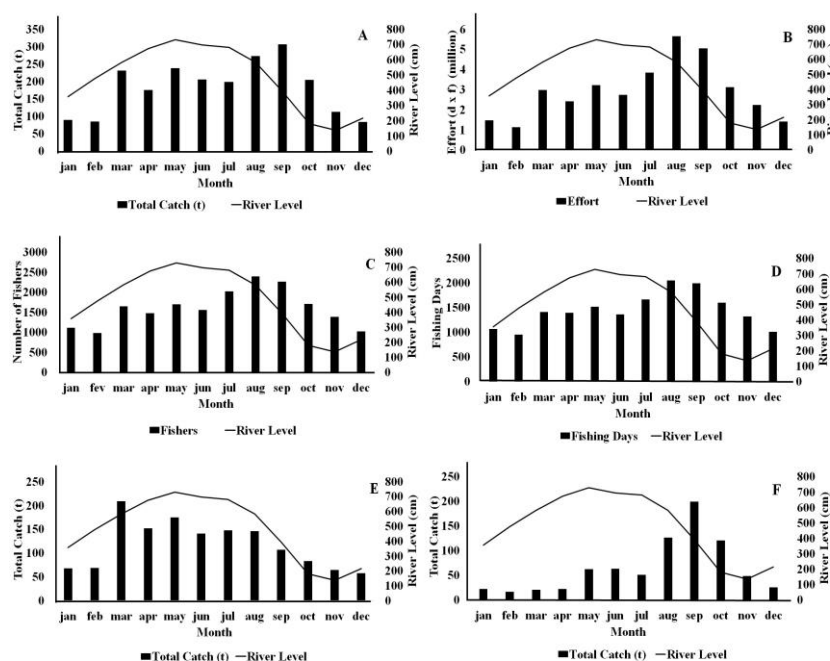 A
Total Catch (t)
350
300
250
200
150
100
50
0
800
700
600
500
400
300
200
100
0
River Level (cm)
jan feb mar apr may jun jul aug sep oct nov dec
Month
Total Catch (t) River Level
B
Effort (d x f) (million)
6
5
4
3
2
1
0
800
700
600
500
400
300
200
100
0
River Level (cm)
jan feb mar apr may jun jul aug sep oct nov dec
Month
Effort River Level
C
Number of Fishers
3000
2500
2000
1500
1000
500
0
800
700
600
500
400
300
200
100
0
River Level (cm)
jan fev mar apr may jun jul aug sep oct nov dec
Month
Fishers River Level
D
Fishing Days
2500
2000
1500
1000
500
0
800
700
600
500
400
300
200
100
0
River Level (cm)
jan feb mar apr may jun jul aug sep oct nov dec
Month
Fishing Days River Level
E
Total Catch (t)
250
200
150
100
50
0
800
700
600
500
400
300
200
100
0
River Level (cm)
jan feb mar apr may jun jul aug sep oct nov dec
Month
Total Catch (t) River Level
F
Total Catch (t)
250
200
150
100
50
0
800
700
600
500
400
300
200
100
0
River Level (cm)
jan feb mar apr may jun jul aug sep oct nov dec
Month
Total Catch (t) River Level